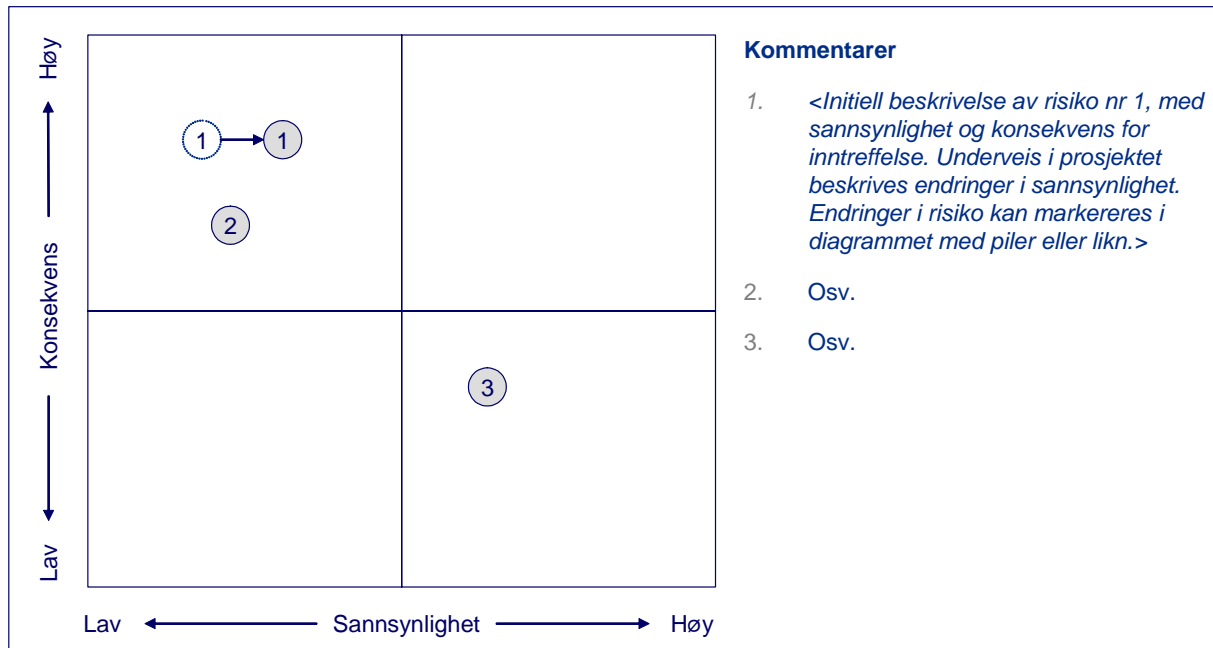 Høy
Konsekvens
Lav
1
1
2
3
Lav
Sannsynlighet
Høy
Kommentarer
1. <Initiell beskrivelse av risiko nr 1, med
sannsynlighet og konsekvens for
inntreffelse. Underveis i prosjektet
beskrives endringer i sannsynlighet.
Endringer i risiko kan markereres i
diagrammet med piler eller likn.>
2. Osv.
3. Osv.